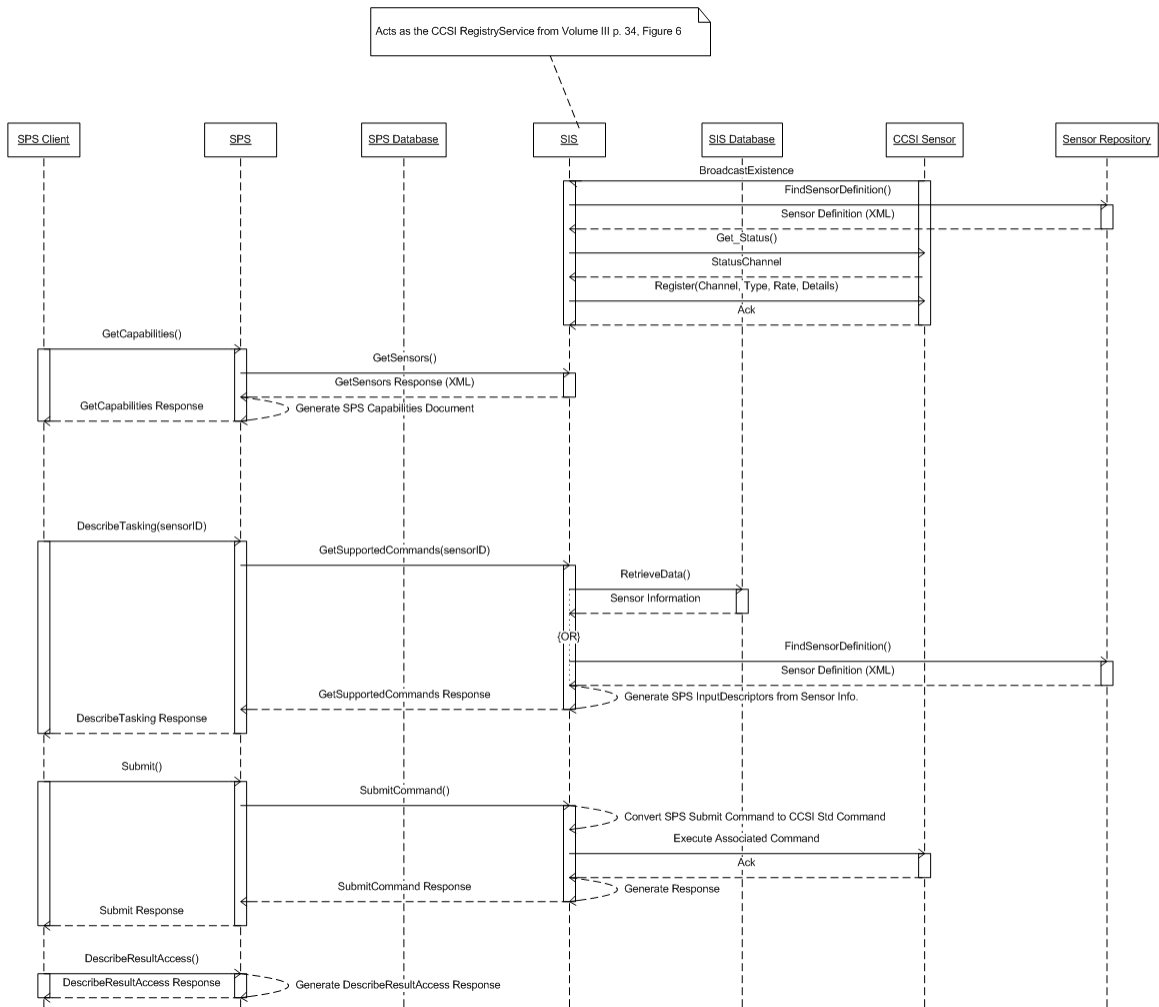 Acts as the CCSI RegistryService from Volume III p. 34, Figure 6
SPS Client
SPS
SPS Database
SIS
SIS Database
CCSI Sensor
Sensor Repository
BroadcastExistence
FindSensorDefinition()
Sensor Definition (XML)
Get_Status()
StatusChannel
Register(Channel, Type, Rate, Details)
Ack
GetCapabilities()
GetSensors()
GetSensors Response (XML)
GetCapabilities Response
Generate SPS Capabilities Document
DescribeTasking(sensorID)
GetSupportedCommands(sensorID)
RetrieveData()
Sensor Information
{OR}
FindSensorDefinition()
Sensor Definition (XML)
GetSupportedCommands Response
Generate SPS InputDescriptors from Sensor Info.
DescribeTasking Response
Submit()
SubmitCommand()
Convert SPS Submit Command to CCSI Std Command
Execute Associated Command
Ack
SubmitCommand Response
Generate Response
Submit Response
DescribeResultAccess()
DescribeResultAccess Response
Generate DescribeResultAccess Response